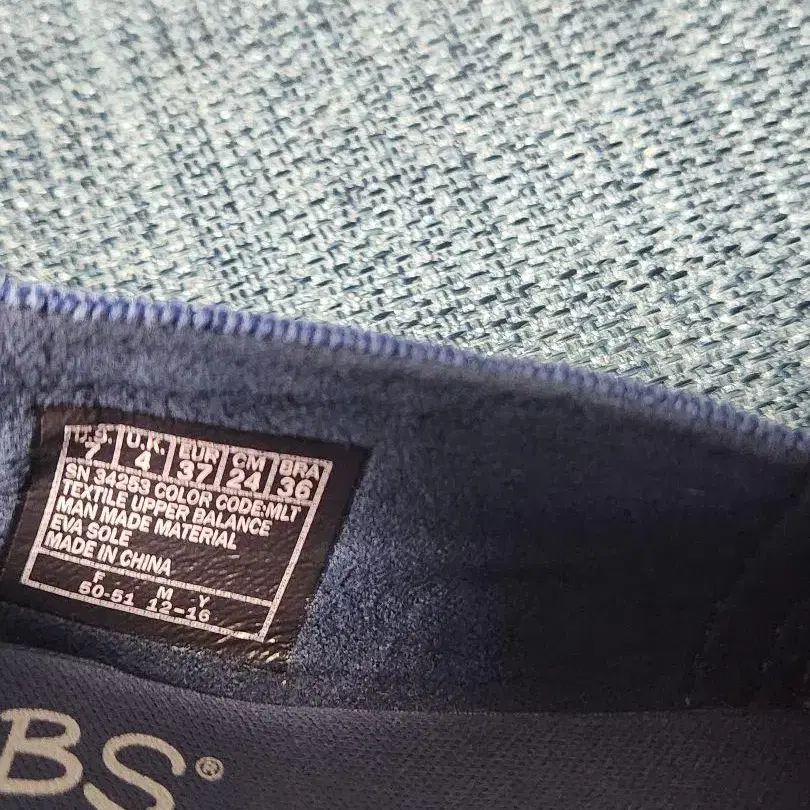 U.S. U.K. EUR CM BRA
7 4 37 24 36
SN 34253 COLOR CODE:MLT
TEXTILE UPPER BALANCE
MAN MADE MATERIAL
EVA SOLE
MADE IN CHINA
F M Y
50-51 12-16
BS®